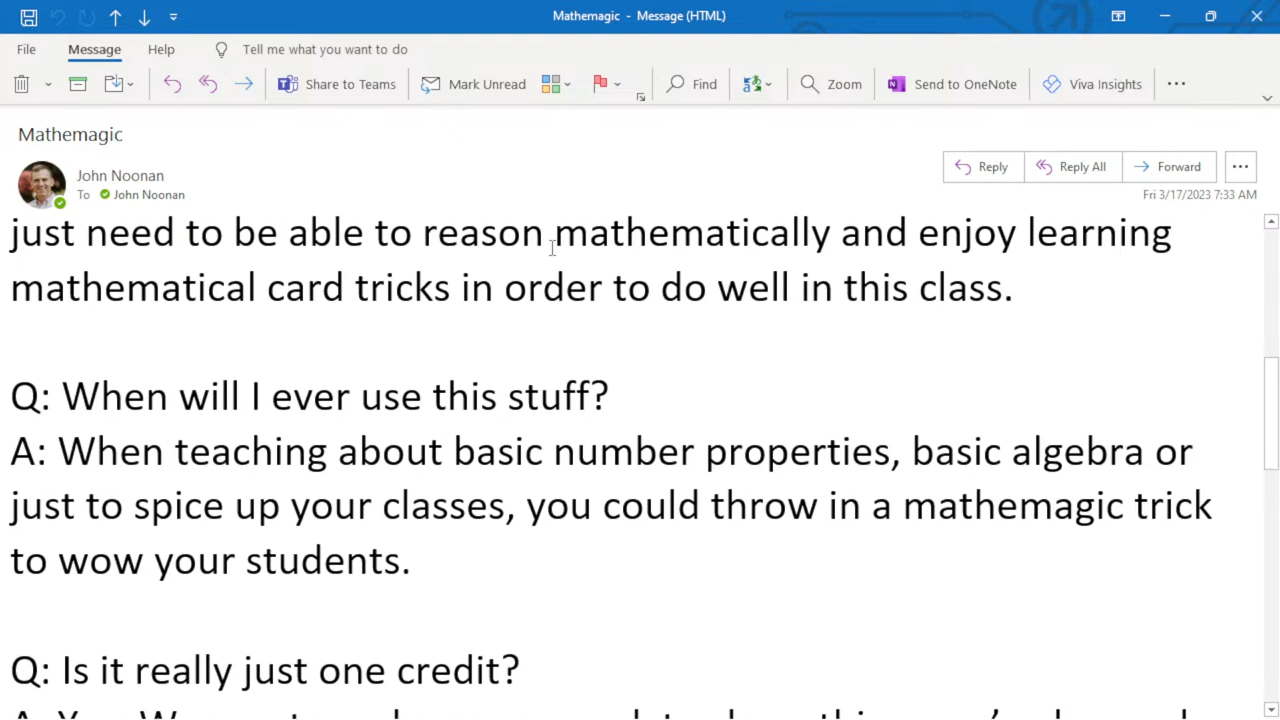 Mathemagic - Message (HTML)
File Message Help Tell me what you want to do
Share to Teams Mark Unread Find Zoom Send to OneNote Viva Insights
Mathemagic
John Noonan
To John Noonan
Reply Reply All Forward
Fri 3/17/2023 7:33 AM
just need to be able to reason mathematically and enjoy learning
mathematical card tricks in order to do well in this class.
Q: When will I ever use this stuff?
A: When teaching about basic number properties, basic algebra or
just to spice up your classes, you could throw in a mathemagic trick
to wow your students.
Q: Is it really just one credit?